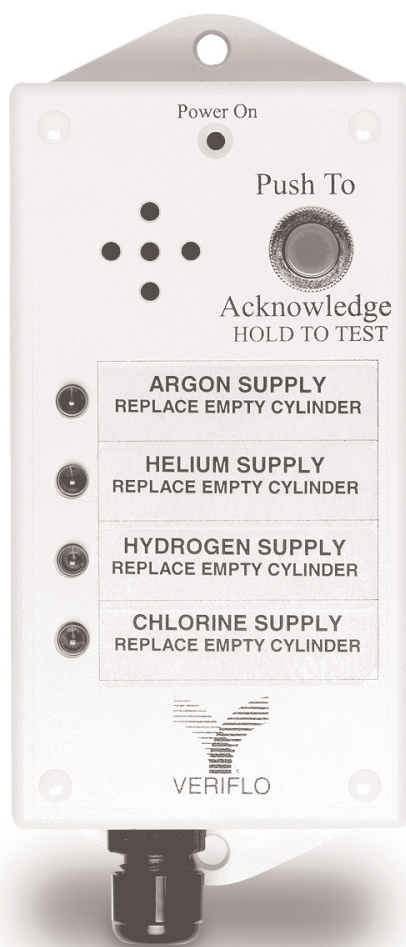 Power On
Push To
Acknowledge
HOLD TO TEST
ARGON SUPPLY
REPLACE EMPTY CYLINDER
HELIUM SUPPLY
REPLACE EMPTY CYLINDER
HYDROGEN SUPPLY
REPLACE EMPTY CYLINDER
CHLORINE SUPPLY
REPLACE EMPTY CYLINDER
VERIFLO